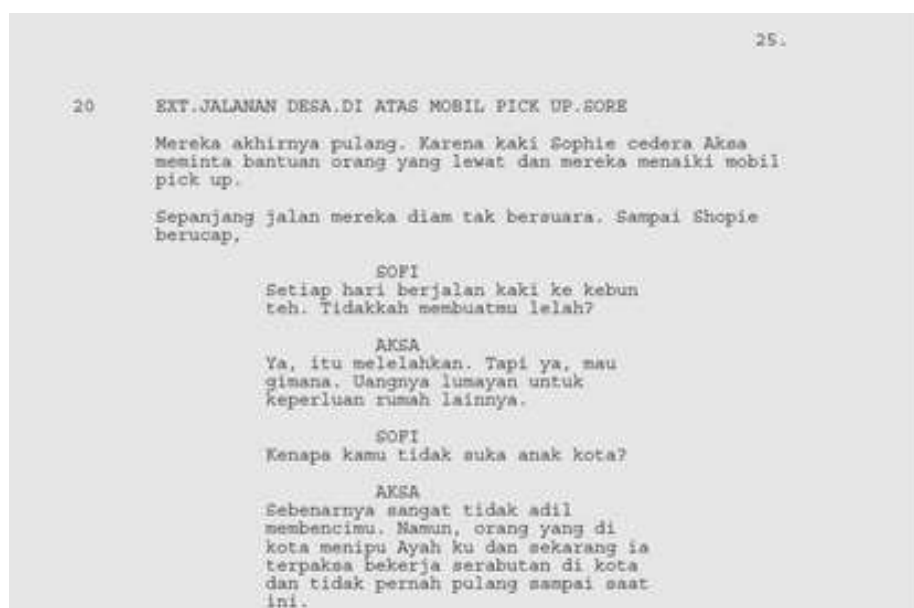 25.
20 EXT.JALANAN DESA.DI ATAS MOBIL PICK UP.SORE
Mereka akhirnya pulang. Karena kaki Sophie cedera Aksa
meminta bantuan orang yang lewat dan mereka menaiki mobil
pick up.
Sepanjang jalan mereka diam tak bersuara. Sampai Shopie
berucap,
SOFI
Setiap hari berjalan kaki ke kebun
teh. Tidakkah membuatmu lelah?
AKSA
Ya, itu melelahkan. Tapi ya, mau
gimana. Uangnya lumayan untuk
keperluan rumah lainnya.
SOFI
Kenapa kamu tidak suka anak kota?
AKSA
Sebenarnya sangat tidak adil
membencimu. Namun, orang yang di
kota menipu Ayah ku dan sekarang ia
terpaksa bekerja serabutan di kota
dan tidak pernah pulang sampai saat
ini.